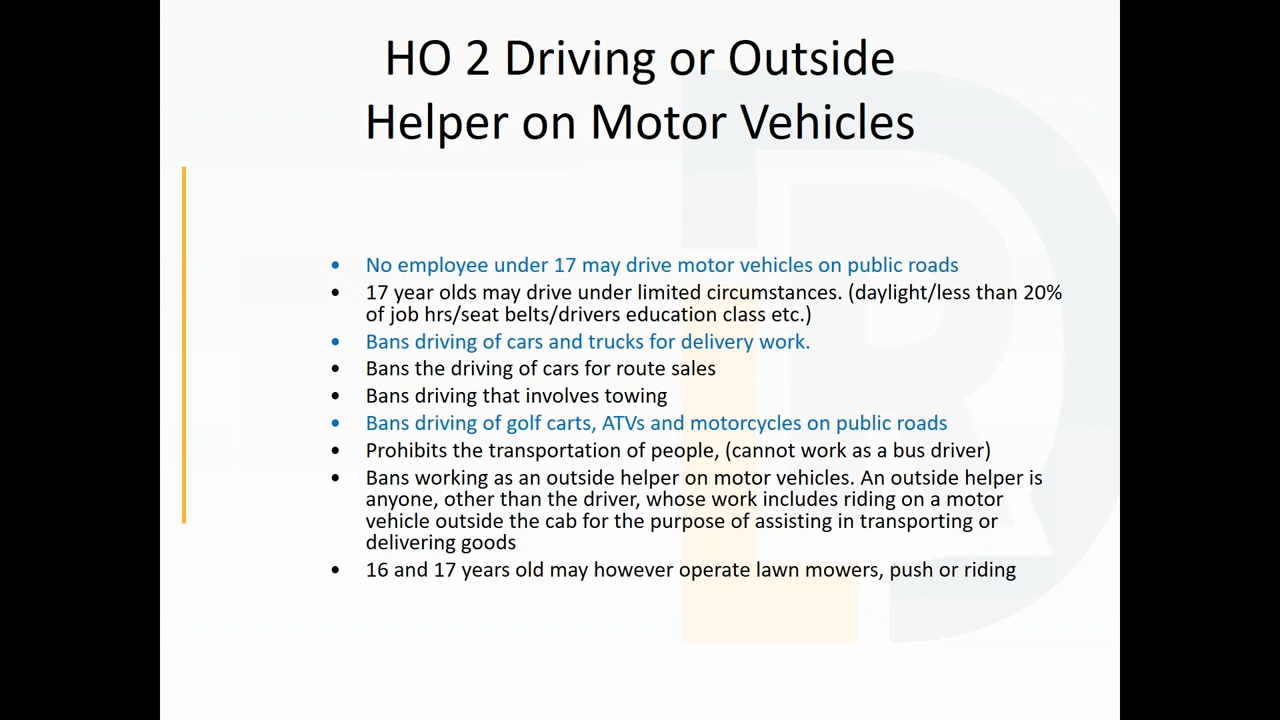 HO 2 Driving or Outside
Helper on Motor Vehicles
• No employee under 17 may drive motor vehicles on public roads
• 17 year olds may drive under limited circumstances. (daylight/less than 20%
of job hrs/seat belts/drivers education class etc.)
• Bans driving of cars and trucks for delivery work.
• Bans the driving of cars for route sales
• Bans driving that involves towing
• Bans driving of golf carts, ATVs and motorcycles on public roads
• Prohibits the transportation of people, (cannot work as a bus driver)
• Bans working as an outside helper on motor vehicles. An outside helper is
anyone, other than the driver, whose work includes riding on a motor
vehicle outside the cab for the purpose of assisting in transporting or
delivering goods
• 16 and 17 years old may however operate lawn mowers, push or riding